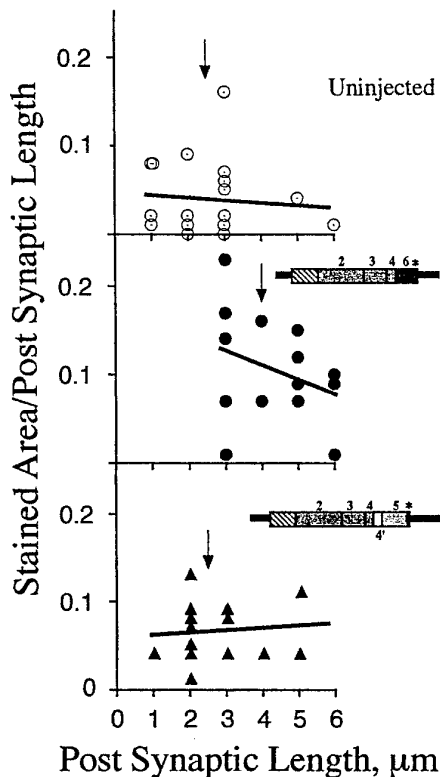 Stained Area/Post Synaptic Length
0.2
Uninjected
0.1
2 3 4 6 *
0.2
0.1
2 3 4 5 *
4'
0.2
0.1
0
0 1 2 3 4 5 6
Post Synaptic Length, μm